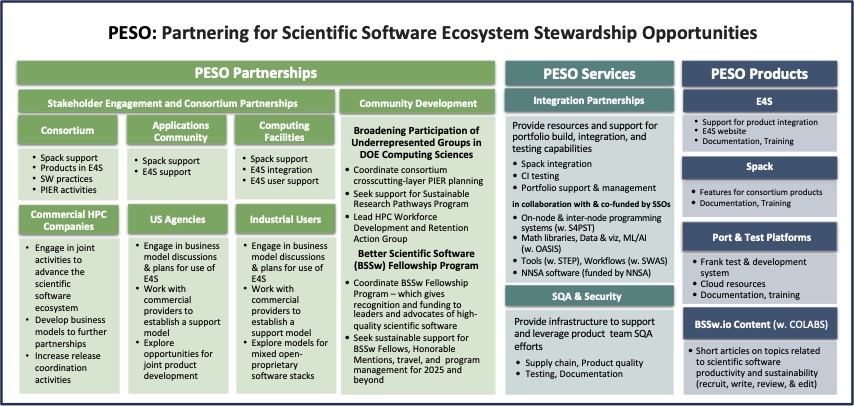 PESO: Partnering for Scientific Software Ecosystem Stewardship Opportunities
PESO Partnerships
Stakeholder Engagement and Consortium Partnerships
Consortium
• Spack support
• Products in E4S
• SW practices
• PIER activities
Applications
Community
• Spack support
• E4S support
Computing
Facilities
• Spack support
• E4S integration
• E4S user support
Commercial HPC
Companies
• Engage in joint
activities to
advance the
scientific
software
ecosystem
• Develop business
models to further
partnerships
• Increase release
coordination
activities
US Agencies
• Engage in business
model discussions
& plans for use of
E4S
• Work with
commercial
providers to
establish a support
model
• Explore
opportunities for
joint product
development
Industrial Users
• Engage in business
model discussions
& plans for use of
E4S
• Work with
commercial
providers to
establish a
support model
• Explore models for
mixed open-
proprietary
software stacks
Community Development
Broadening Participation of
Underrepresented Groups in
DOE Computing Sciences
• Coordinate consortium
crosscutting-layer PIER planning
• Seek support for Sustainable
Research Pathways Program
• Lead HPC Workforce
Development and Retention
Action Group
Better Scientific Software
(BSSw) Fellowship Program
• Coordinate BSSw Fellowship
Program – which gives
recognition and funding to
leaders and advocates of high-
quality scientific software
• Seek sustainable support for
BSSw Fellows, Honorable
Mentions, travel, and program
management for 2025 and
beyond
PESO Services
Integration Partnerships
Provide resources and support for
portfolio build, integration, and
testing capabilities
• Spack integration
• CI testing
• Portfolio support & management
in collaboration with & co-funded by SSOs
• On-node & inter-node programming
systems (w. S4PST)
• Math libraries, Data & viz, ML/AI
(w. OASIS)
• Tools (w. STEP), Workflows (w. SWAS)
• NNSA software (funded by NNSA)
SQA & Security
Provide infrastructure to support
and leverage product team SQA
efforts
• Supply chain, Product quality
• Testing, Documentation
PESO Products
E4S
• Support for product integration
• E4S website
• Documentation, Training
Spack
• Features for consortium products
• Documentation, Training
Port & Test Platforms
• Frank test & development
system
• Cloud resources
• Documentation, training
BSSw.io Content (w. COLABS)
• Short articles on topics related
to scientific software
productivity and sustainability
(recruit, write, review, & edit)